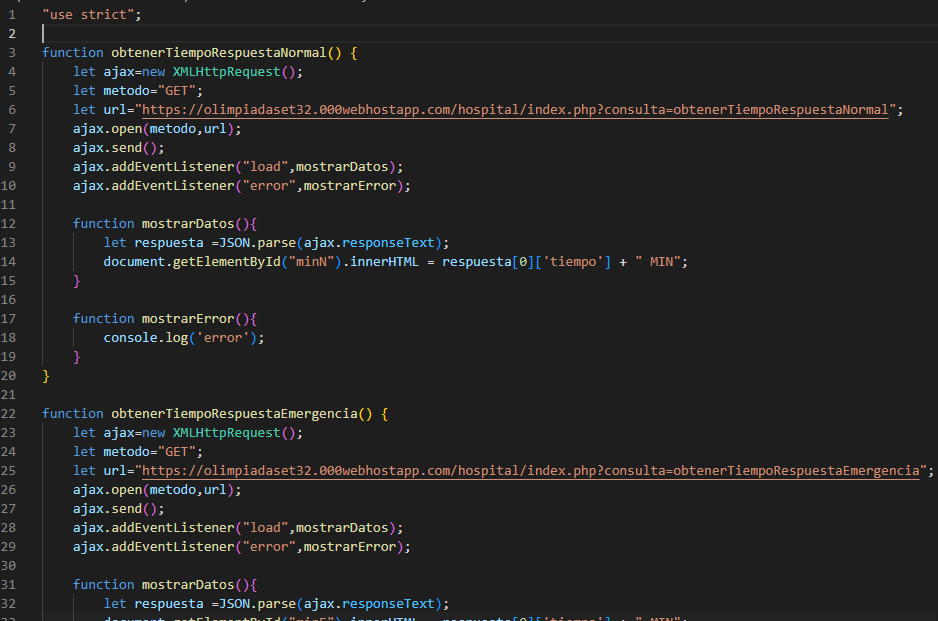 1 "use strict";
2
3 function obtenerTiempoRespuestaNormal() {
4 let ajax=new XMLHttpRequest();
5 let metodo="GET";
6 let url="https://olimpiadaset32.000webhostapp.com/hospital/index.php?consulta=obtenerTiempoRespuestaNormal";
7 ajax.open(metodo,url);
8 ajax.send();
9 ajax.addEventListener("load",mostrarDatos);
10 ajax.addEventListener("error",mostrarError);
11
12 function mostrarDatos(){
13 let respuesta =JSON.parse(ajax.responseText);
14 document.getElementById("minN").innerHTML = respuesta[0]['tiempo'] + " MIN";
15 }
16
17 function mostrarError(){
18 console.log('error');
19 }
20 }
21
22 function obtenerTiempoRespuestaEmergencia() {
23 let ajax=new XMLHttpRequest();
24 let metodo="GET";
25 let url="https://olimpiadaset32.000webhostapp.com/hospital/index.php?consulta=obtenerTiempoRespuestaEmergencia";
26 ajax.open(metodo,url);
27 ajax.send();
28 ajax.addEventListener("load",mostrarDatos);
29 ajax.addEventListener("error",mostrarError);
30
31 function mostrarDatos(){
32 let respuesta =JSON.parse(ajax.responseText);